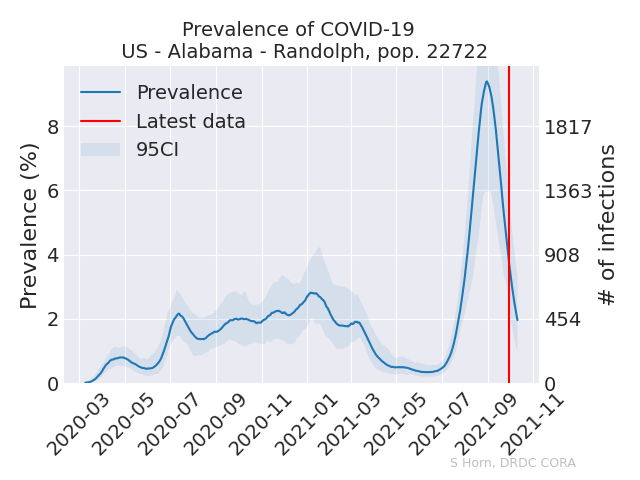 Prevalence of COVID-19
US - Alabama - Randolph, pop. 22722
Prevalence
Latest data
95CI
Prevalence (%)
8
6
4
2
0
1817
1363
908
454
0
# of infections
2020-03
2020-05
2020-07
2020-09
2020-11
2021-01
2021-03
2021-05
2021-07
2021-09
2021-11
S Horn, DRDC CORA